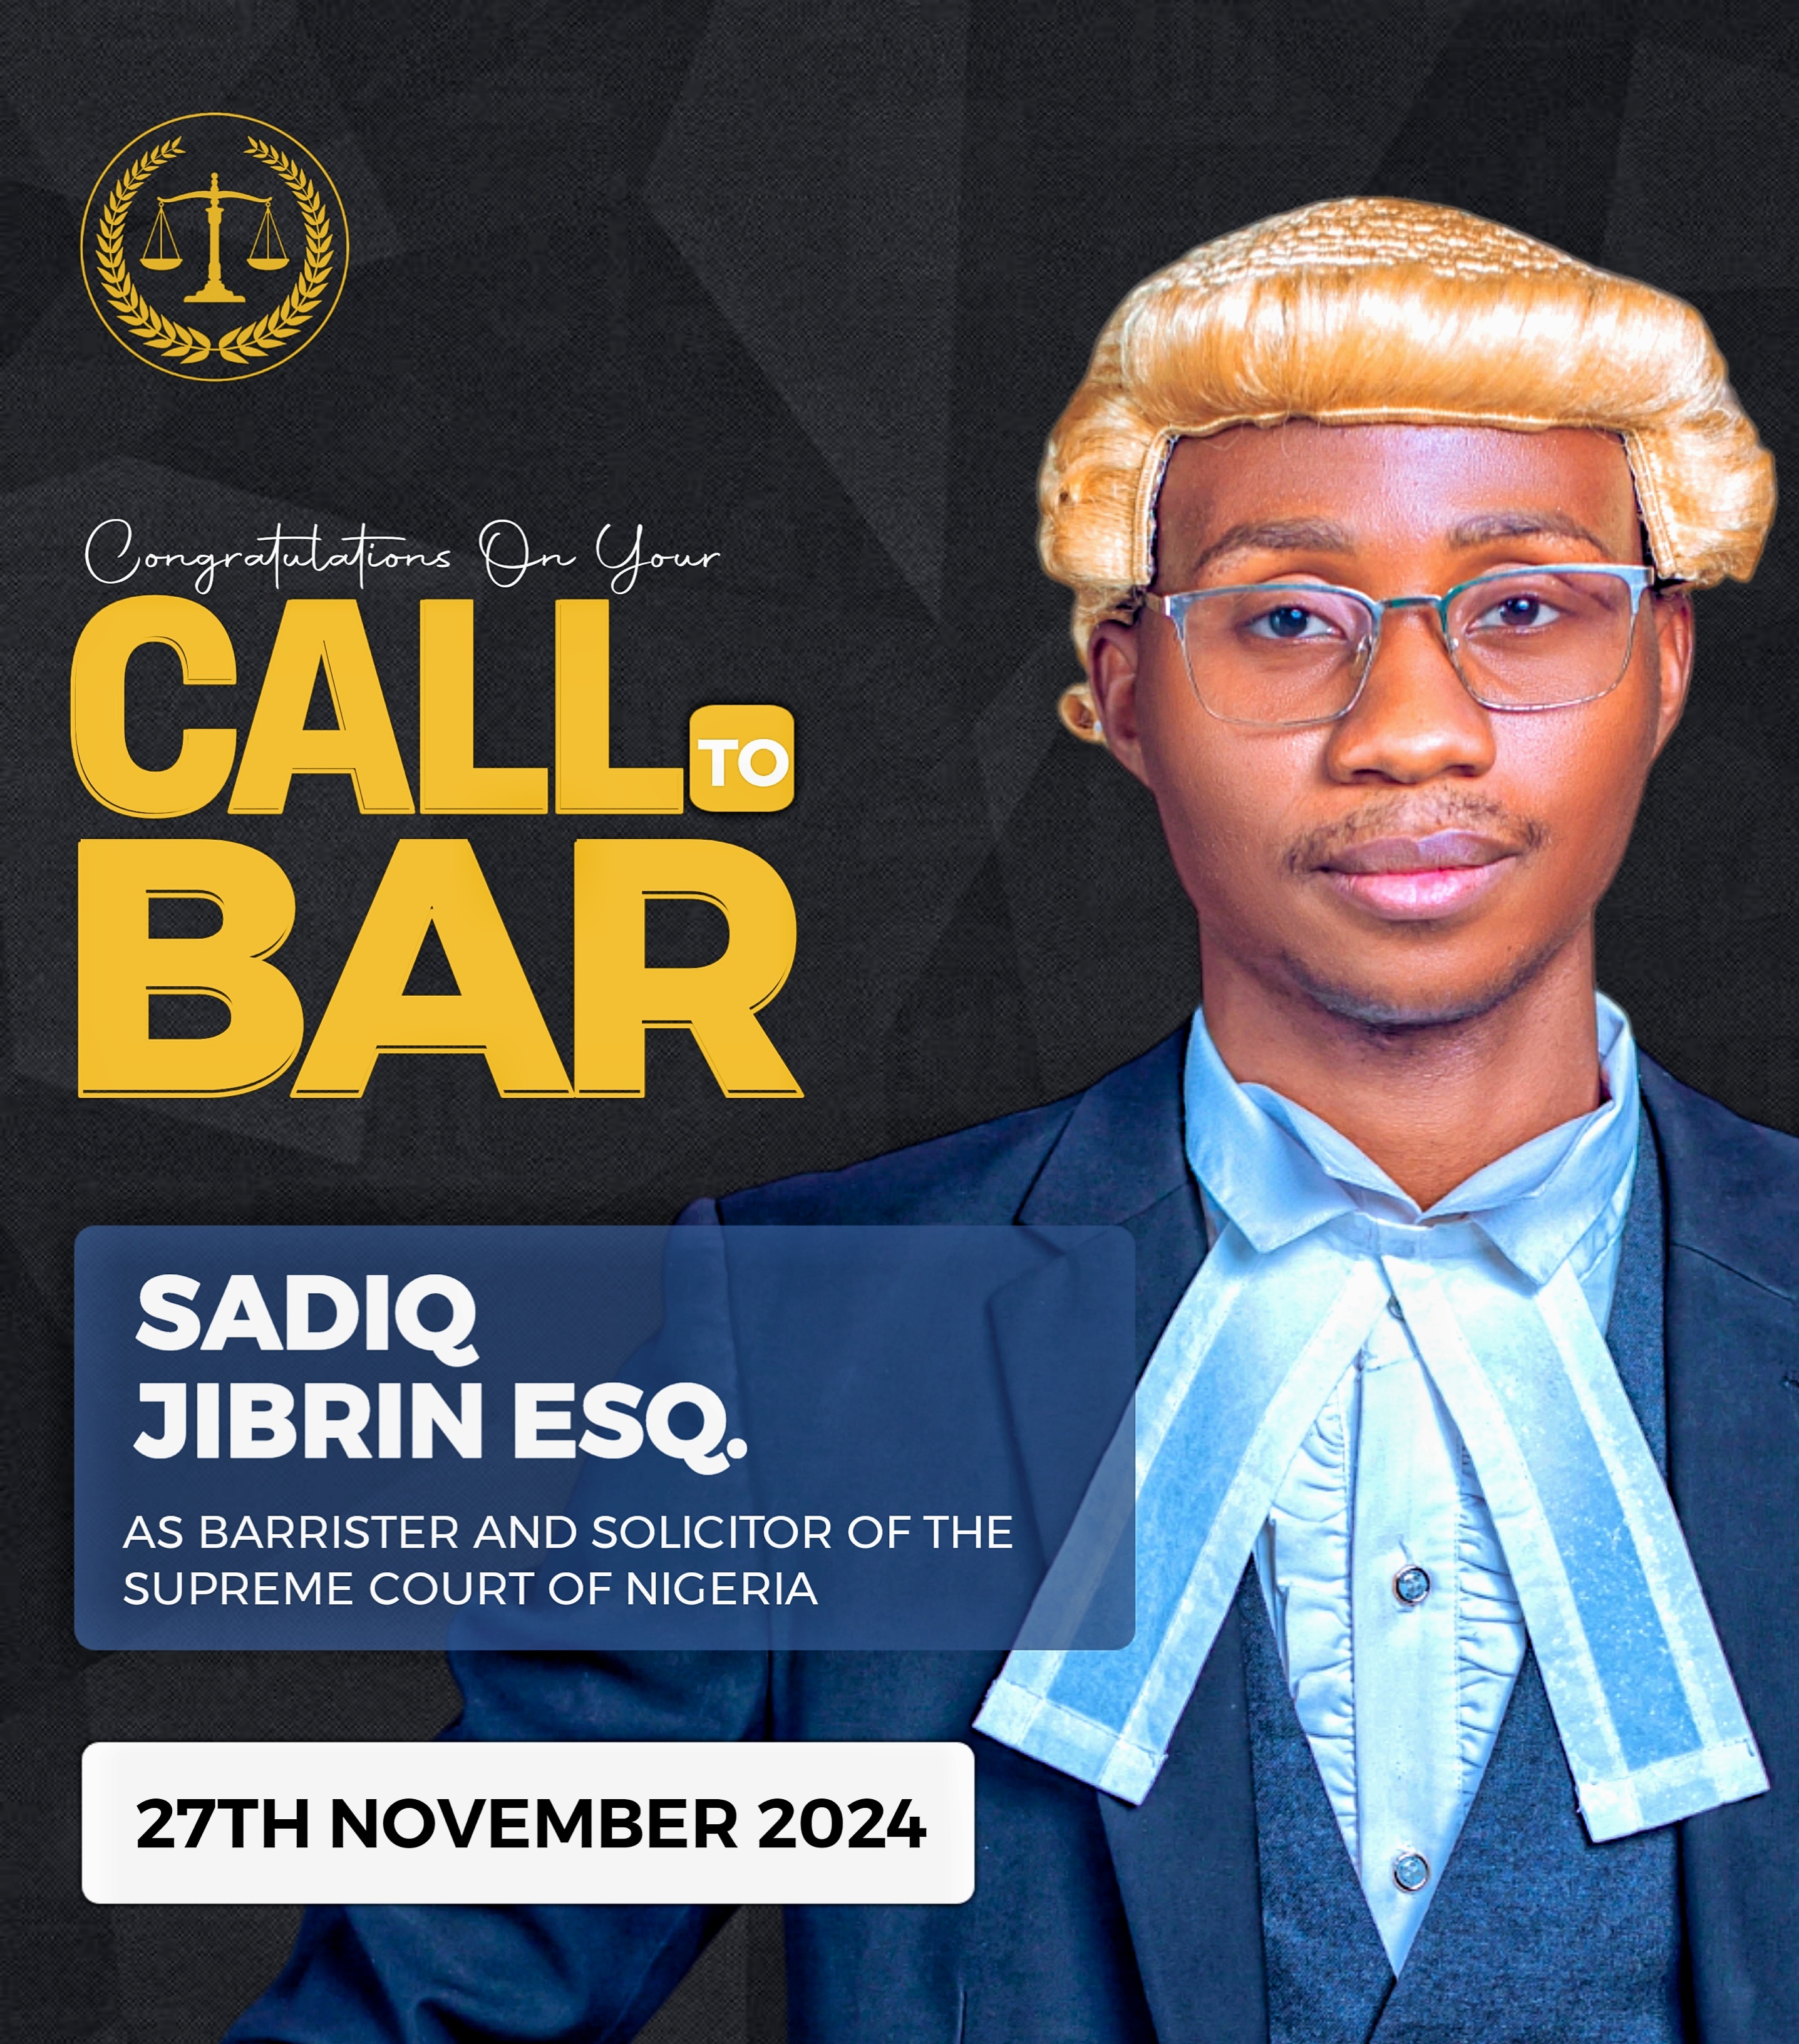 Congratulations On Your
CALL TO
BAR
SADIQ
JIBRIN ESQ.
AS BARRISTER AND SOLICITOR OF THE
SUPREME COURT OF NIGERIA
27TH NOVEMBER 2024